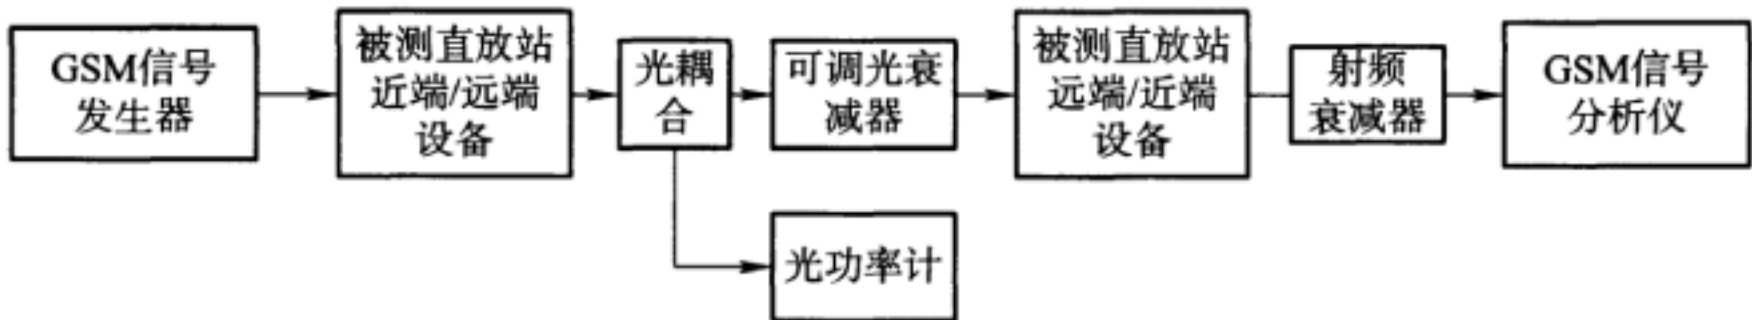 GSM信号
发生器
被测直放站
近端/远端
设备
光耦
合
可调光衰
减器
被测直放站
远端/近端
设备
射频
衰减器
GSM信号
分析仪
光功率计